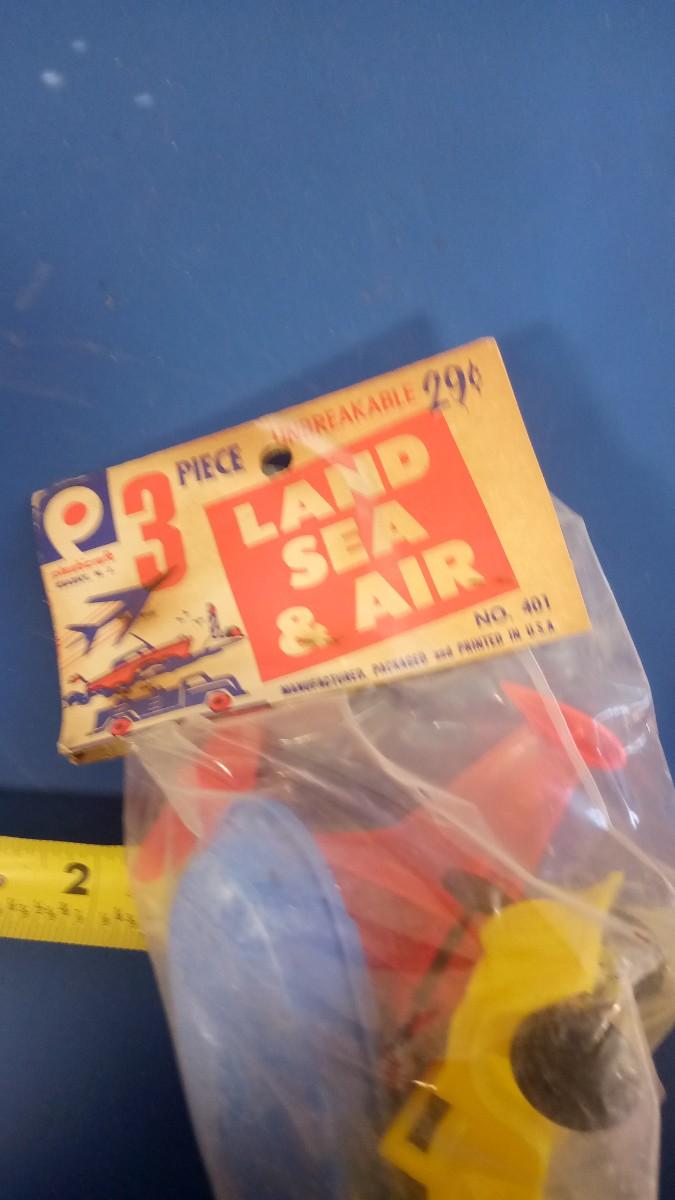 UNBREAKABLE 29¢
3 PIECE
LAND
SEA
& AIR
NO. 401
MANUFACTURED, PACKAGED and PRINTED IN U.S.A
2